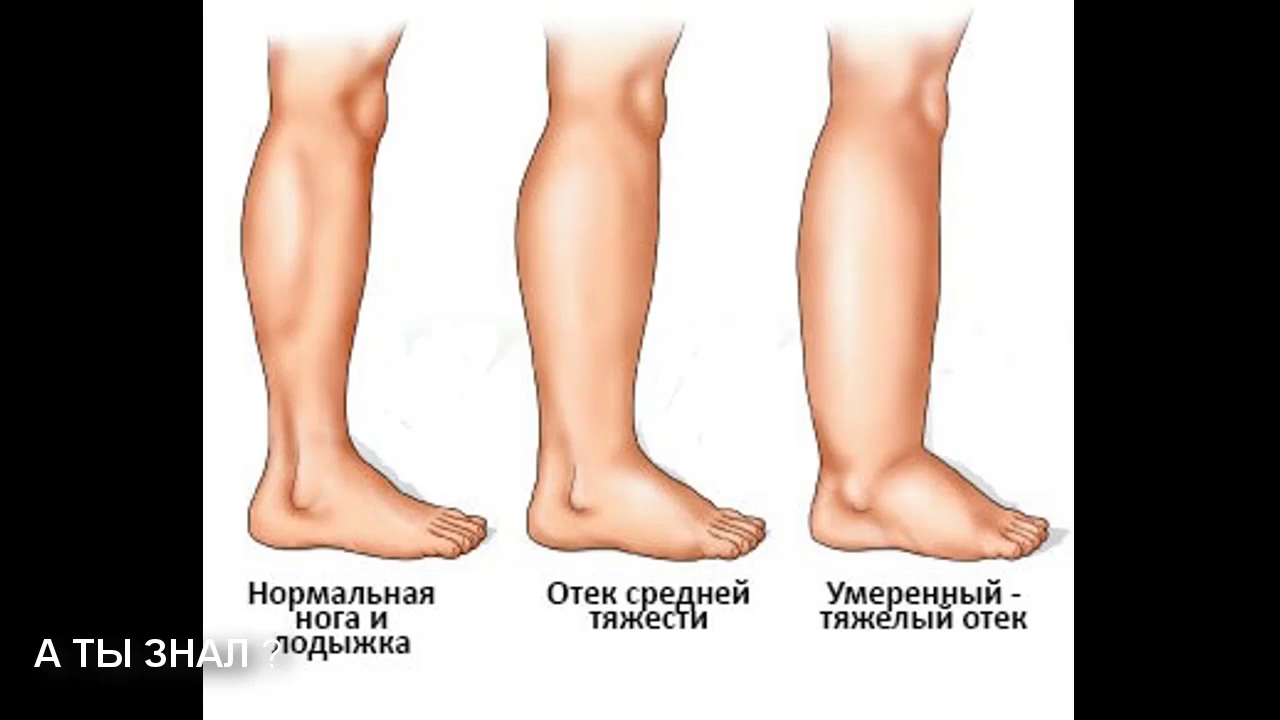 Нормальная
нога и
лодыжка
Отек средней
тяжести
Умеренный -
тяжелый отек
А ТЫ ЗНАЛ ?